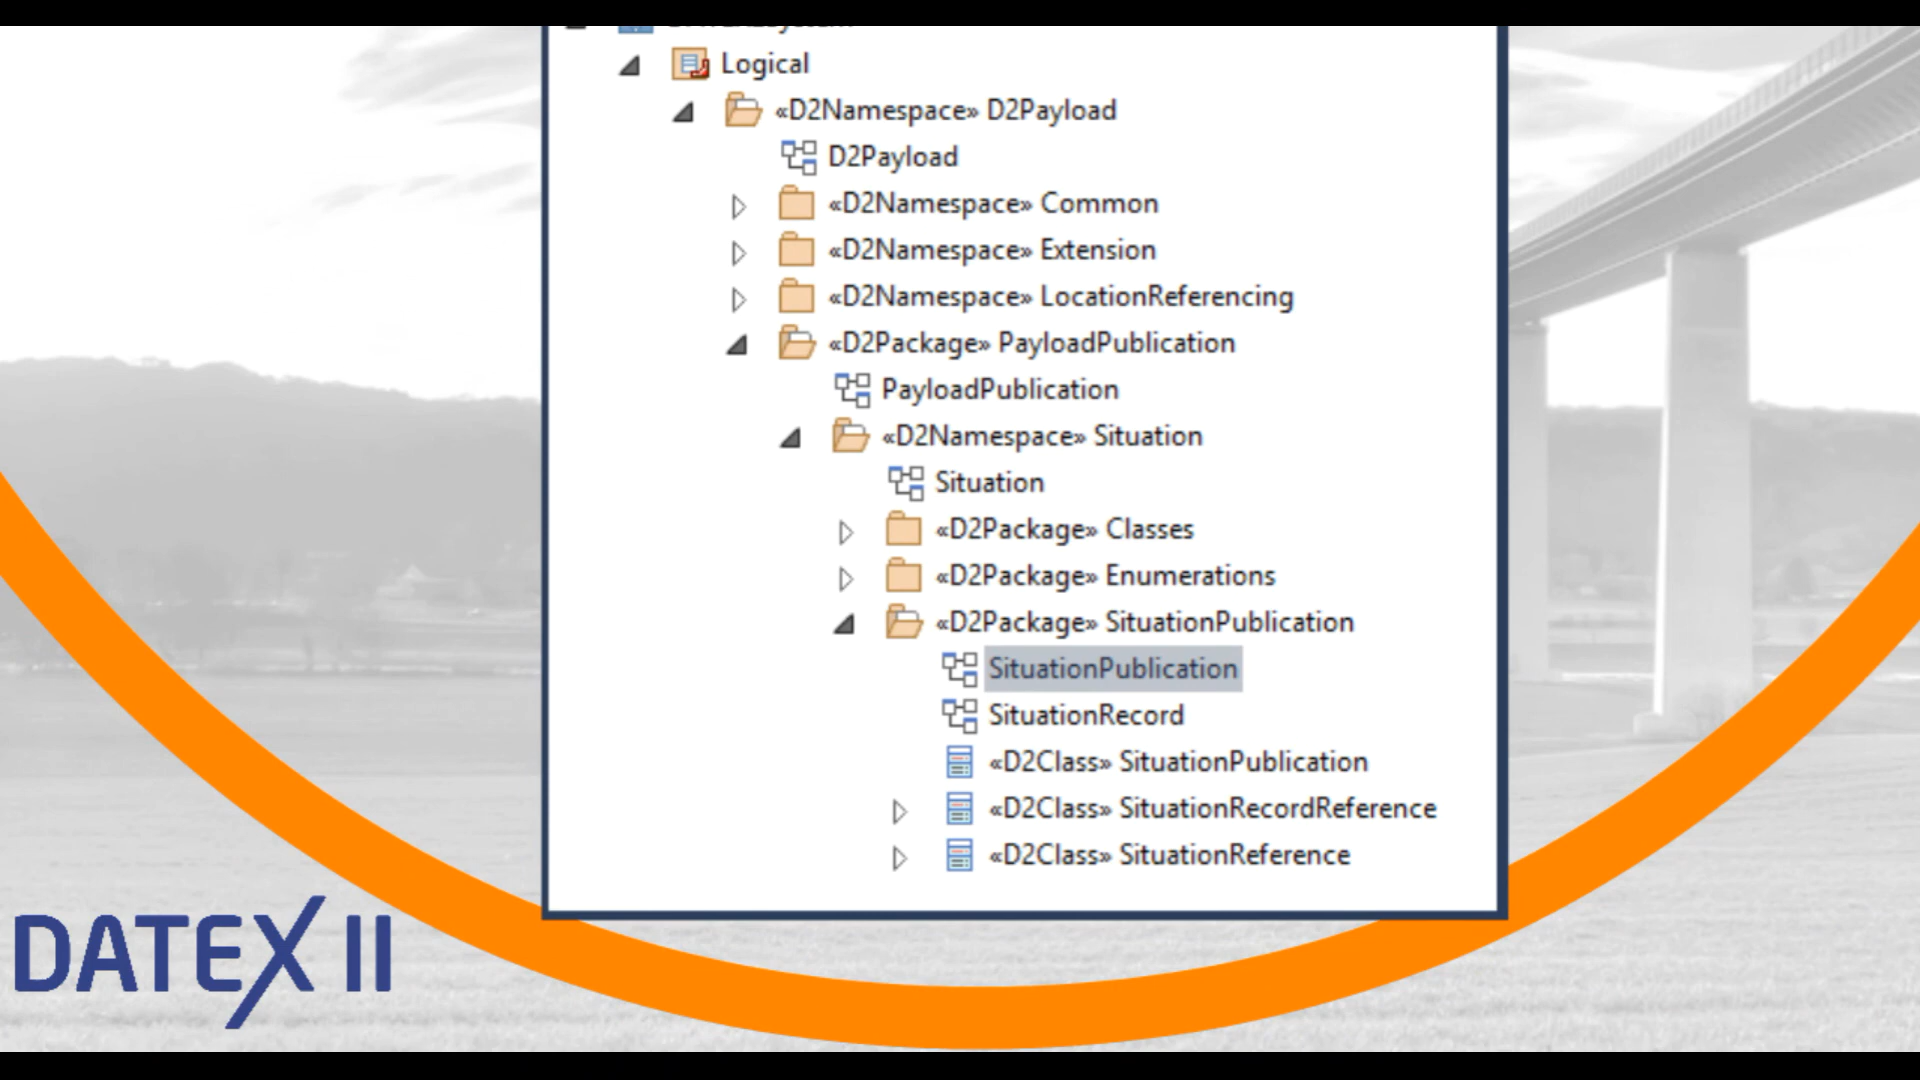 Logical
«D2Namespace» D2Payload
D2Payload
«D2Namespace» Common
«D2Namespace» Extension
«D2Namespace» LocationReferencing
«D2Package» PayloadPublication
PayloadPublication
«D2Namespace» Situation
Situation
«D2Package» Classes
«D2Package» Enumerations
«D2Package» SituationPublication
SituationPublication
SituationRecord
«D2Class» SituationPublication
«D2Class» SituationRecordReference
«D2Class» SituationReference
DATEX II